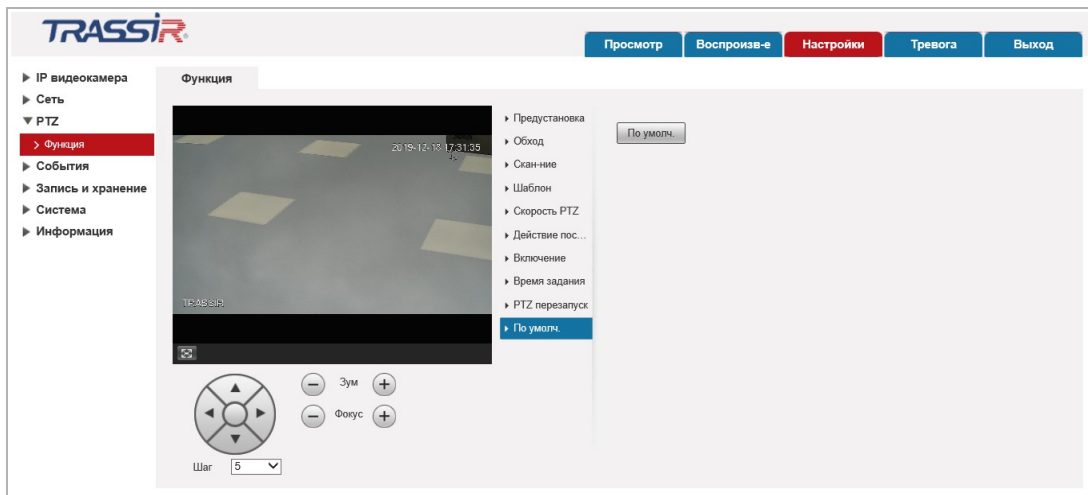 TRASSIR
Просмотр
Воспроизв-е
Настройки
Тревога
Выход
IP видеокамера
Сеть
PTZ
Функция
События
Запись и хранение
Система
Информация
Функция
2019-12-18 17:31:35
TRASSIR
Предустановка
Обход
Скан-ние
Шаблон
Скорость PTZ
Действие пос...
Включение
Время задания
PTZ перезапуск
По умолч.
По умолч.
Зум
Фокус
Шаг 5